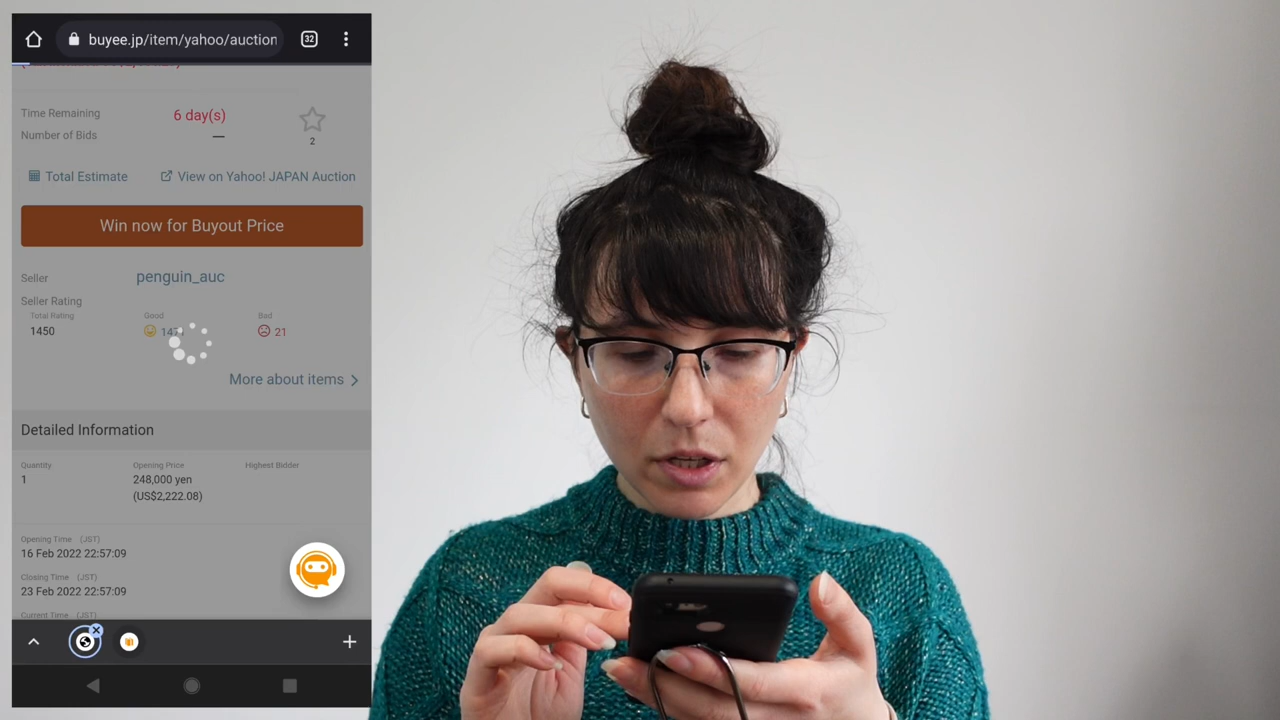 buyee.jp/item/yahoo/auction
32
Time Remaining
6 day(s)
Number of Bids
—
2
Total Estimate
View on Yahoo! JAPAN Auction
Win now for Buyout Price
Seller
penguin_auc
Seller Rating
Total Rating
Good
Bad
1450
21
More about items
Detailed Information
Quantity
Opening Price
Highest Bidder
1
248,000 yen
(US$2,222.08)
Opening Time (JST)
16 Feb 2022 22:57:09
Closing Time (JST)
23 Feb 2022 22:57:09
Current Time (JST)